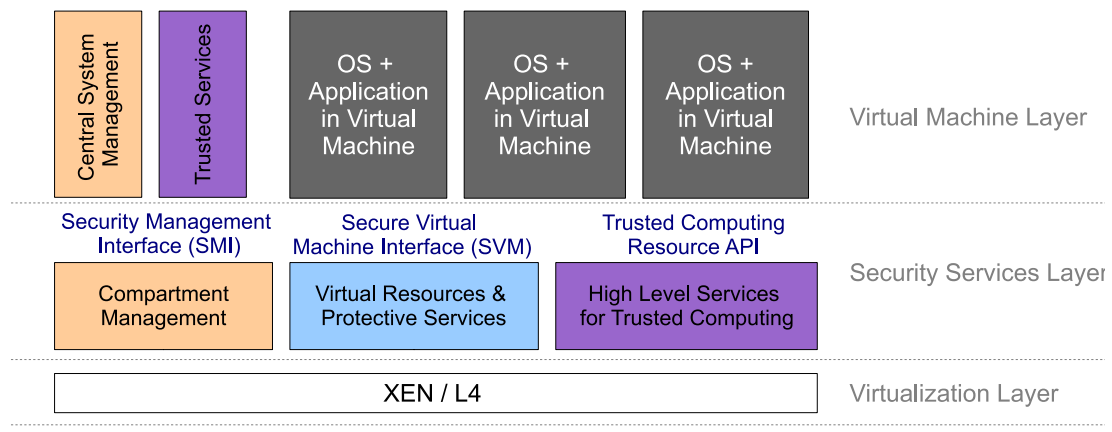 Central System
Management
Trusted Services
OS +
Application
in Virtual
Machine
OS +
Application
in Virtual
Machine
OS +
Application
in Virtual
Machine
Virtual Machine Layer
Security Management
Interface (SMI)
Secure Virtual
Machine Interface (SVM)
Trusted Computing
Resource API
Compartment
Management
Virtual Resources &
Protective Services
High Level Services
for Trusted Computing
Security Services Layer
XEN / L4
Virtualization Layer